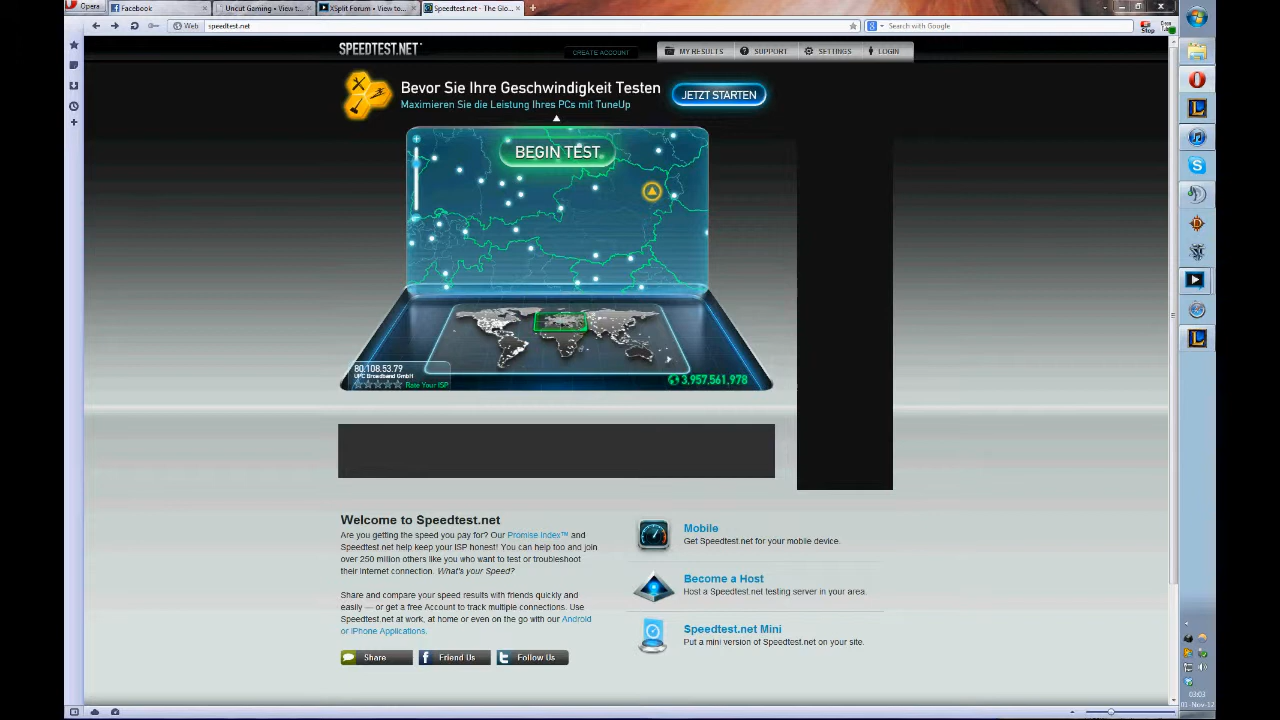 Opera
Facebook
Uncut Gaming • View t...
XSplit Forum • View to...
Speedtest.net - The Glo...
Web
speedtest.net
Search with Google
Stop
SPEEDTEST.NET
CREATE ACCOUNT
MY RESULTS
SUPPORT
SETTINGS
LOGIN
Bevor Sie Ihre Geschwindigkeit Testen
Maximieren Sie die Leistung Ihres PCs mit TuneUp
JETZT STARTEN
BEGIN TEST
80.108.53.79
UPC Broadband GmbH
Rate Your ISP
3,957,561,978
Welcome to Speedtest.net
Are you getting the speed you pay for? Our Promise Index™ and
Speedtest.net help keep your ISP honest! You can help too and join
over 250 million others like you who want to test or troubleshoot
their Internet connection. What's your Speed?
Share and compare your speed results with friends quickly and
easily — or get a free Account to track multiple connections. Use
Speedtest.net at work, at home or even on the go with our Android
or iPhone Applications.
Share
Friend Us
Follow Us
Mobile
Get Speedtest.net for your mobile device.
Become a Host
Host a Speedtest.net testing server in your area.
Speedtest.net Mini
Put a mini version of Speedtest.net on your site.
03:03
01-Nov-12